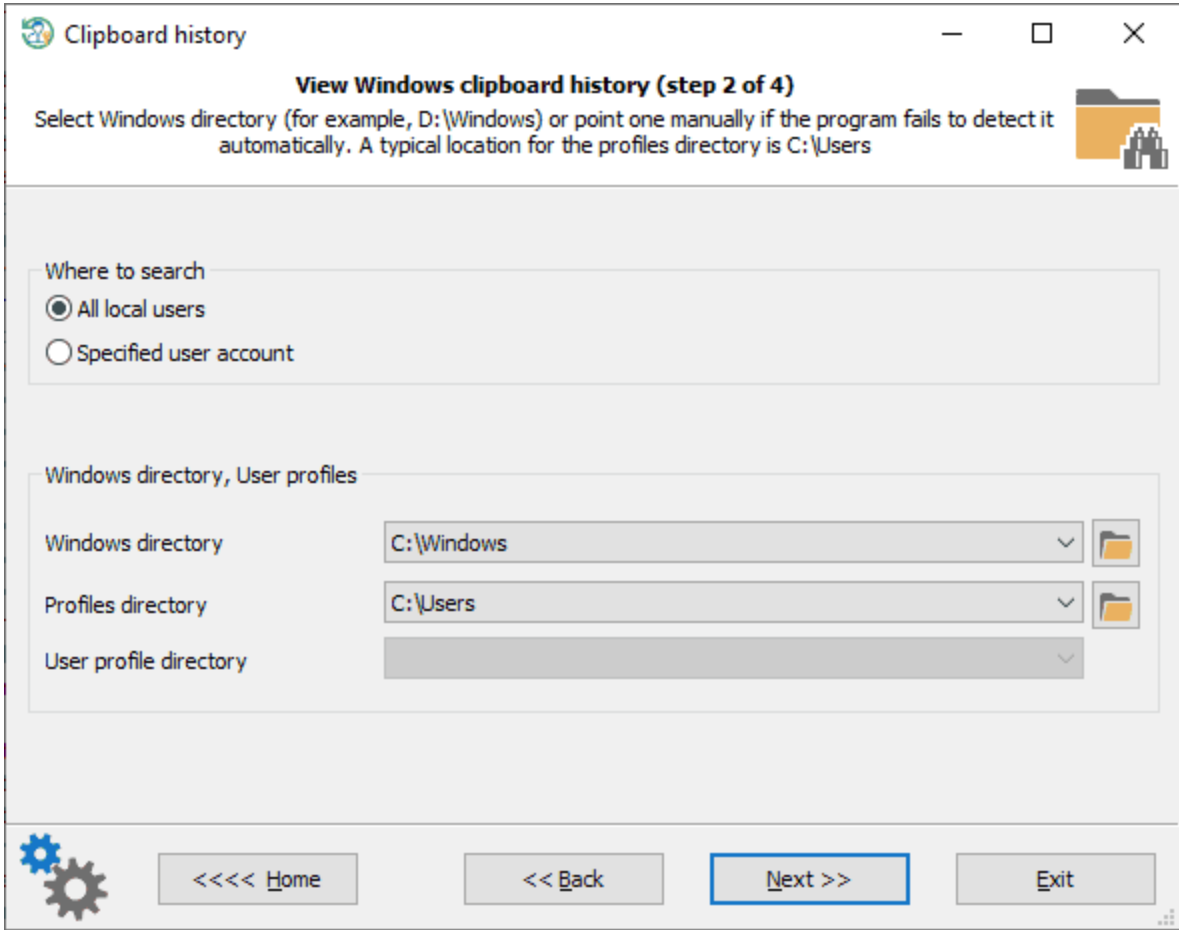 Clipboard history
View Windows clipboard history (step 2 of 4)
Select Windows directory (for example, D:\Windows) or point one manually if the program fails to detect it
automatically. A typical location for the profiles directory is C:\Users
Where to search
All local users
Specified user account
Windows directory, User profiles
Windows directory
C:\Windows
Profiles directory
C:\Users
User profile directory
<<<< Home
<< Back
Next >>
Exit